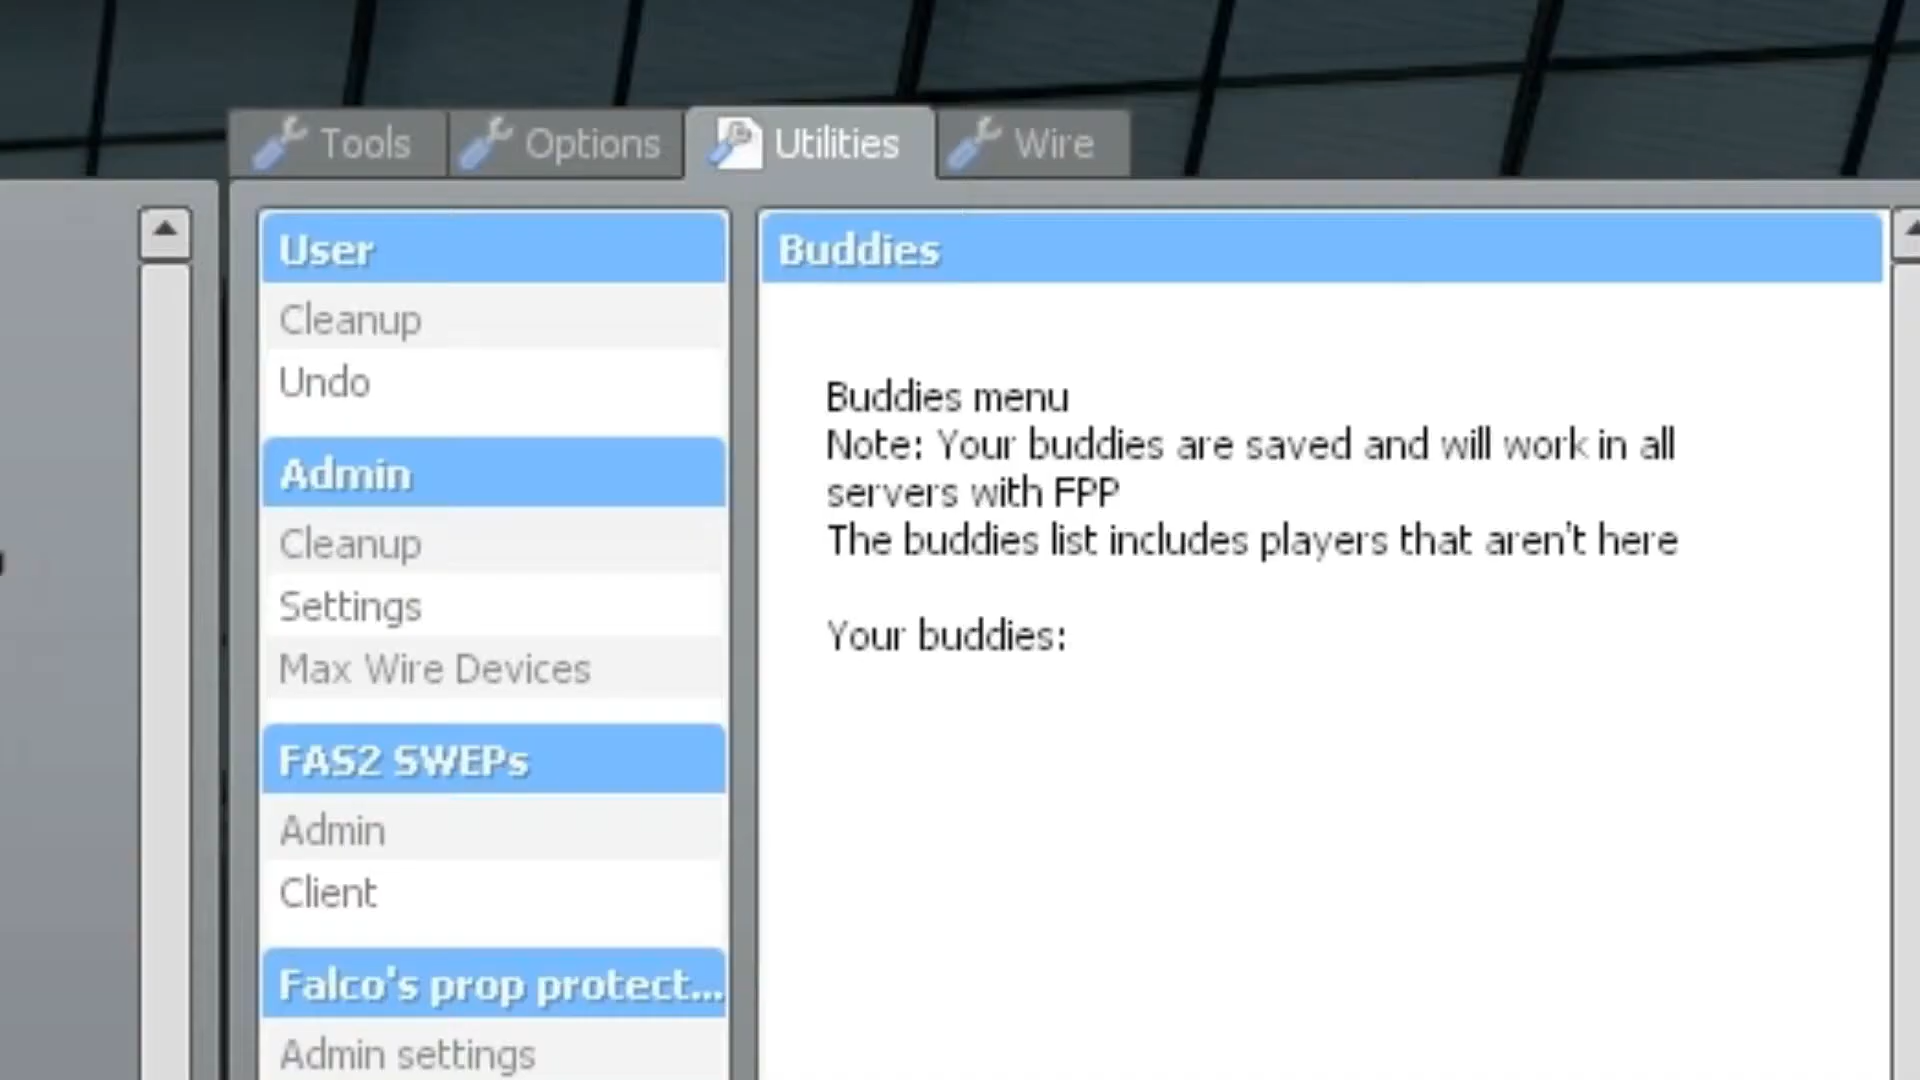 Tools
Options
Utilities
Wire
User
Cleanup
Undo
Admin
Cleanup
Settings
Max Wire Devices
FAS2 SWEPs
Admin
Client
Falco's prop protect...
Admin settings
Buddies
Buddies menu
Note: Your buddies are saved and will work in all
servers with FPP
The buddies list includes players that aren't here
Your buddies: